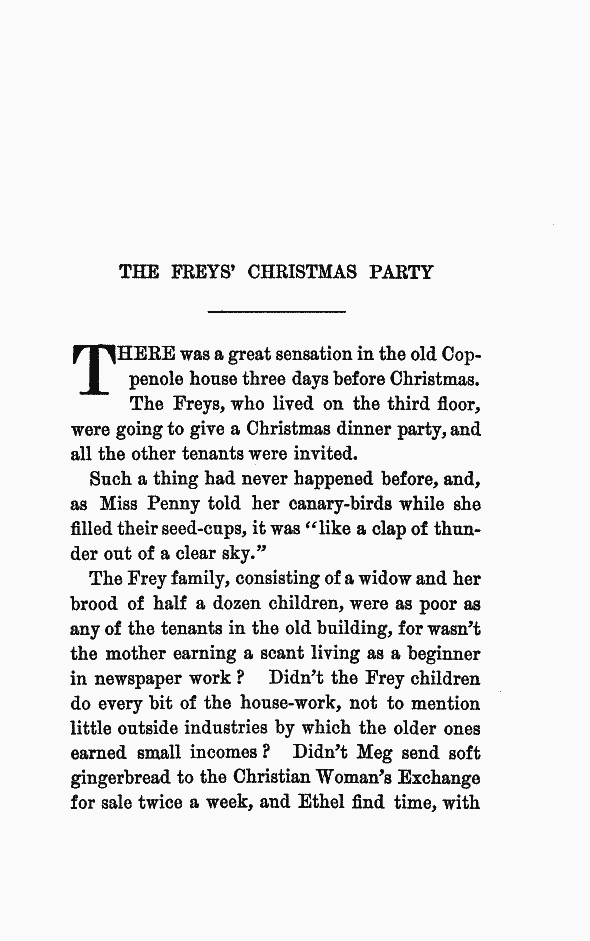 THE FREYS' CHRISTMAS PARTY
THERE was a great sensation in the old Cop-
penole house three days before Christmas.
The Freys, who lived on the third floor,
were going to give a Christmas dinner party, and
all the other tenants were invited.
Such a thing had never happened before, and,
as Miss Penny told her canary-birds while she
filled their seed-cups, it was "like a clap of thun-
der out of a clear sky."
The Frey family, consisting of a widow and her
brood of half a dozen children, were as poor as
any of the tenants in the old building, for wasn't
the mother earning a scant living as a beginner
in newspaper work? Didn't the Frey children
do every bit of the house-work, not to mention
little outside industries by which the older ones
earned small incomes? Didn't Meg send soft
gingerbread to the Christian Woman's Exchange
for sale twice a week, and Ethel find time, with